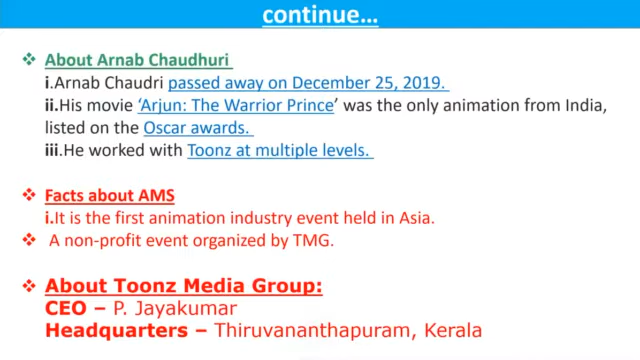 continue…
❖ About Arnab Chaudhuri
i.Arnab Chaudri passed away on December 25, 2019.
ii.His movie ‘Arjun: The Warrior Prince’ was the only animation from India,
listed on the Oscar awards.
iii.He worked with Toonz at multiple levels.
❖ Facts about AMS
i.It is the first animation industry event held in Asia.
❖ A non-profit event organized by TMG.
❖ About Toonz Media Group:
CEO – P. Jayakumar
Headquarters – Thiruvananthapuram, Kerala